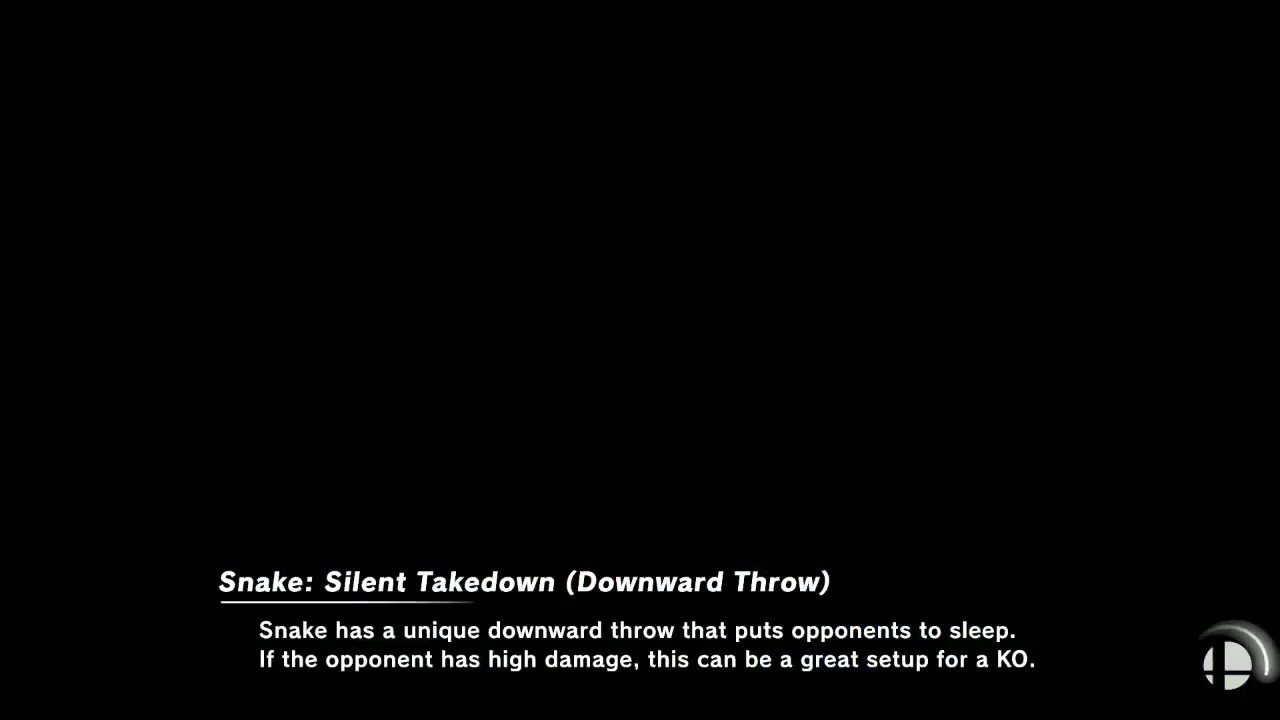 Snake: Silent Takedown (Downward Throw)
Snake has a unique downward throw that puts opponents to sleep.
If the opponent has high damage, this can be a great setup for a KO.